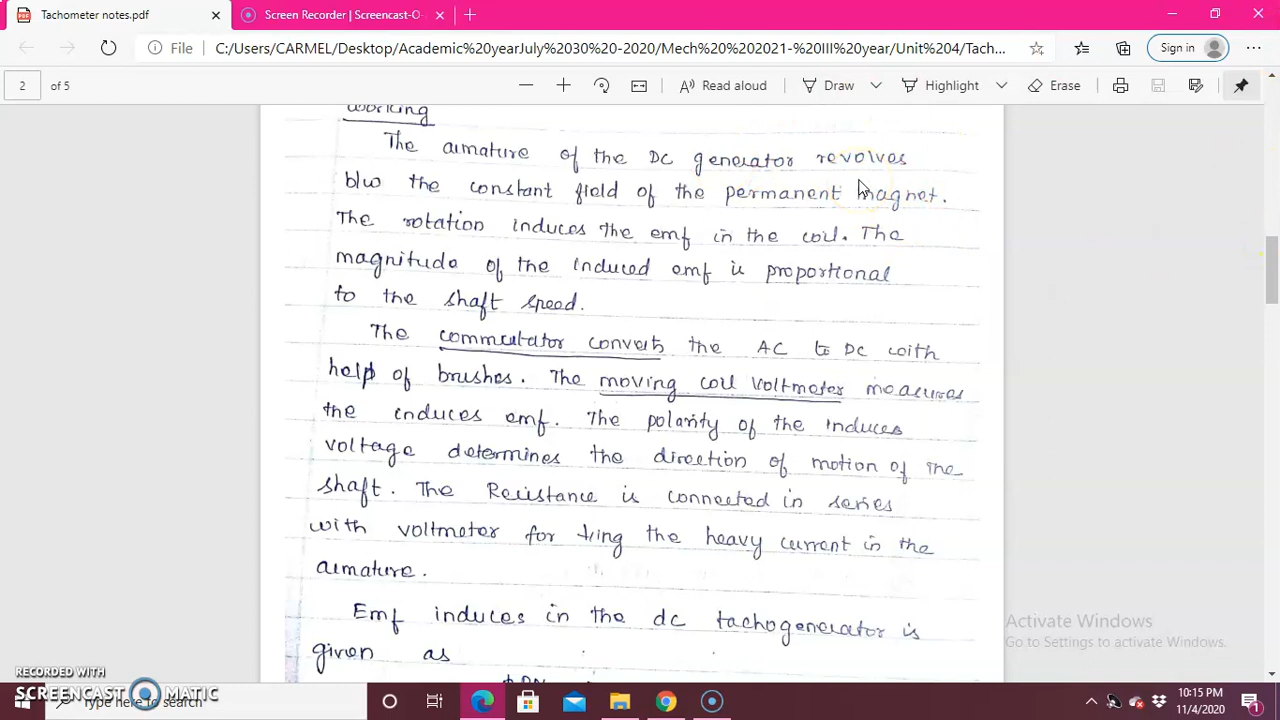 Tachometer notes.pdf
Screen Recorder | Screencast-O-
File
C:/Users/CARMEL/Desktop/Academic%20yearJuly%2030%20-2020/Mech%20%202021-%20III%20year/Unit%204/Tach...
Sign in
2 of 5
Read aloud
Draw
Highlight
Erase
working
The armature of the DC generator revolves
b/w the constant field of the permanent magnet.
The rotation induces the emf in the coil. The
magnitude of the induced emf is proportional
to the shaft speed.
The commutator converts the AC to DC with
help of brushes. The moving coil voltmeter measures
the induces emf. The polarity of the induces
voltage determines the direction of motion of the
shaft. The Resistance is connected in series
with voltmeter for the heavy current in the
armature.
Emf induces in the dc tachogenerator is
given as
Activate Windows
Go to Settings to activate Windows.
RECORDED WITH
SCREENCAST MATIC
Type here to search
10:15 PM
11/4/2020
1